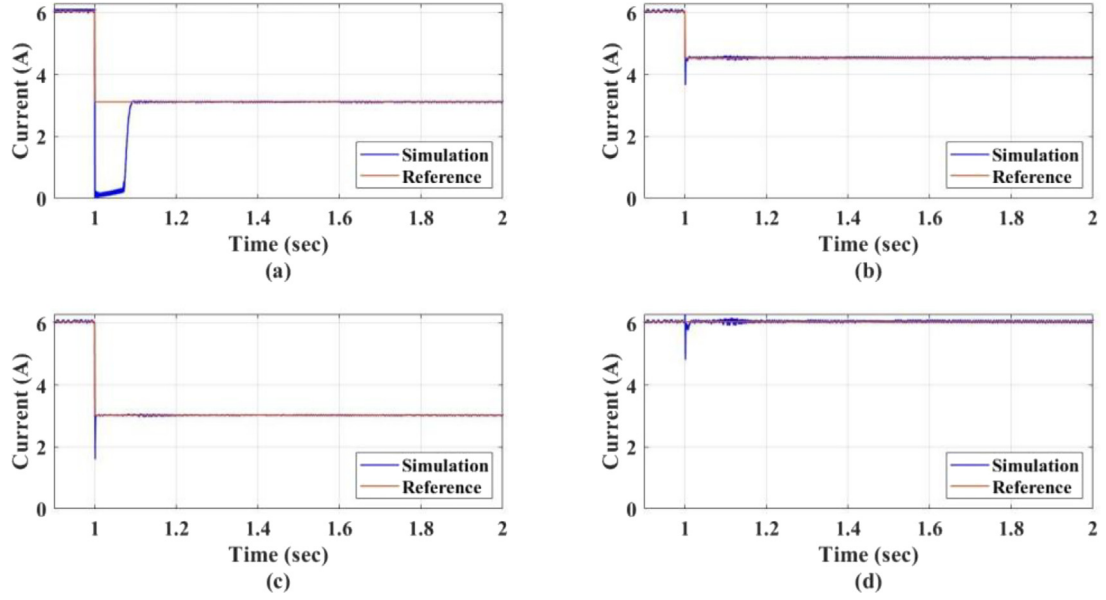 6
4
2
0
Current (A)
Simulation
Reference
1 1.2 1.4 1.6 1.8 2
Time (sec)
(a)
6
4
2
0
Current (A)
Simulation
Reference
1 1.2 1.4 1.6 1.8 2
Time (sec)
(b)
6
4
2
0
Current (A)
Simulation
Reference
1 1.2 1.4 1.6 1.8 2
Time (sec)
(c)
6
4
2
0
Current (A)
Simulation
Reference
1 1.2 1.4 1.6 1.8 2
Time (sec)
(d)